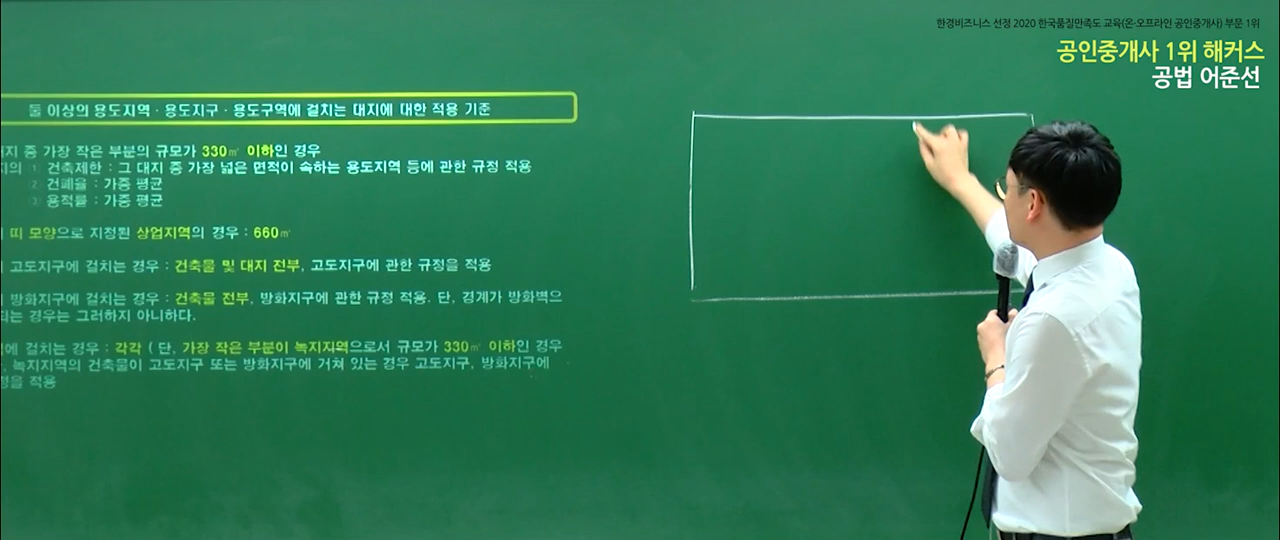 한경비즈니스 선정 2020 한국품질만족도 교육(온·오프라인 공인중개사) 부문 1위
공인중개사 1위 해커스
공법 어준선
둘 이상의 용도지역 · 용도지구 · 용도구역에 걸치는 대지에 대한 적용 기준
대지 중 가장 작은 부분의 규모가 330㎡ 이하인 경우
지의 ① 건축제한 : 그 대지 중 가장 넓은 면적이 속하는 용도지역 등에 관한 규정 적용
② 건폐율 : 가중 평균
③ 용적률 : 가중 평균
띠 모양으로 지정된 상업지역의 경우 : 660㎡
고도지구에 걸치는 경우 : 건축물 및 대지 전부, 고도지구에 관한 규정을 적용
방화지구에 걸치는 경우 : 건축물 전부, 방화지구에 관한 규정 적용. 단, 경계가 방화벽으
되는 경우는 그러하지 아니하다.
에 걸치는 경우 : 각각 ( 단, 가장 작은 부분이 녹지지역으로서 규모가 330㎡ 이하인 경우
, 녹지지역의 건축물이 고도지구 또는 방화지구에 거쳐 있는 경우 고도지구, 방화지구에
정을 적용